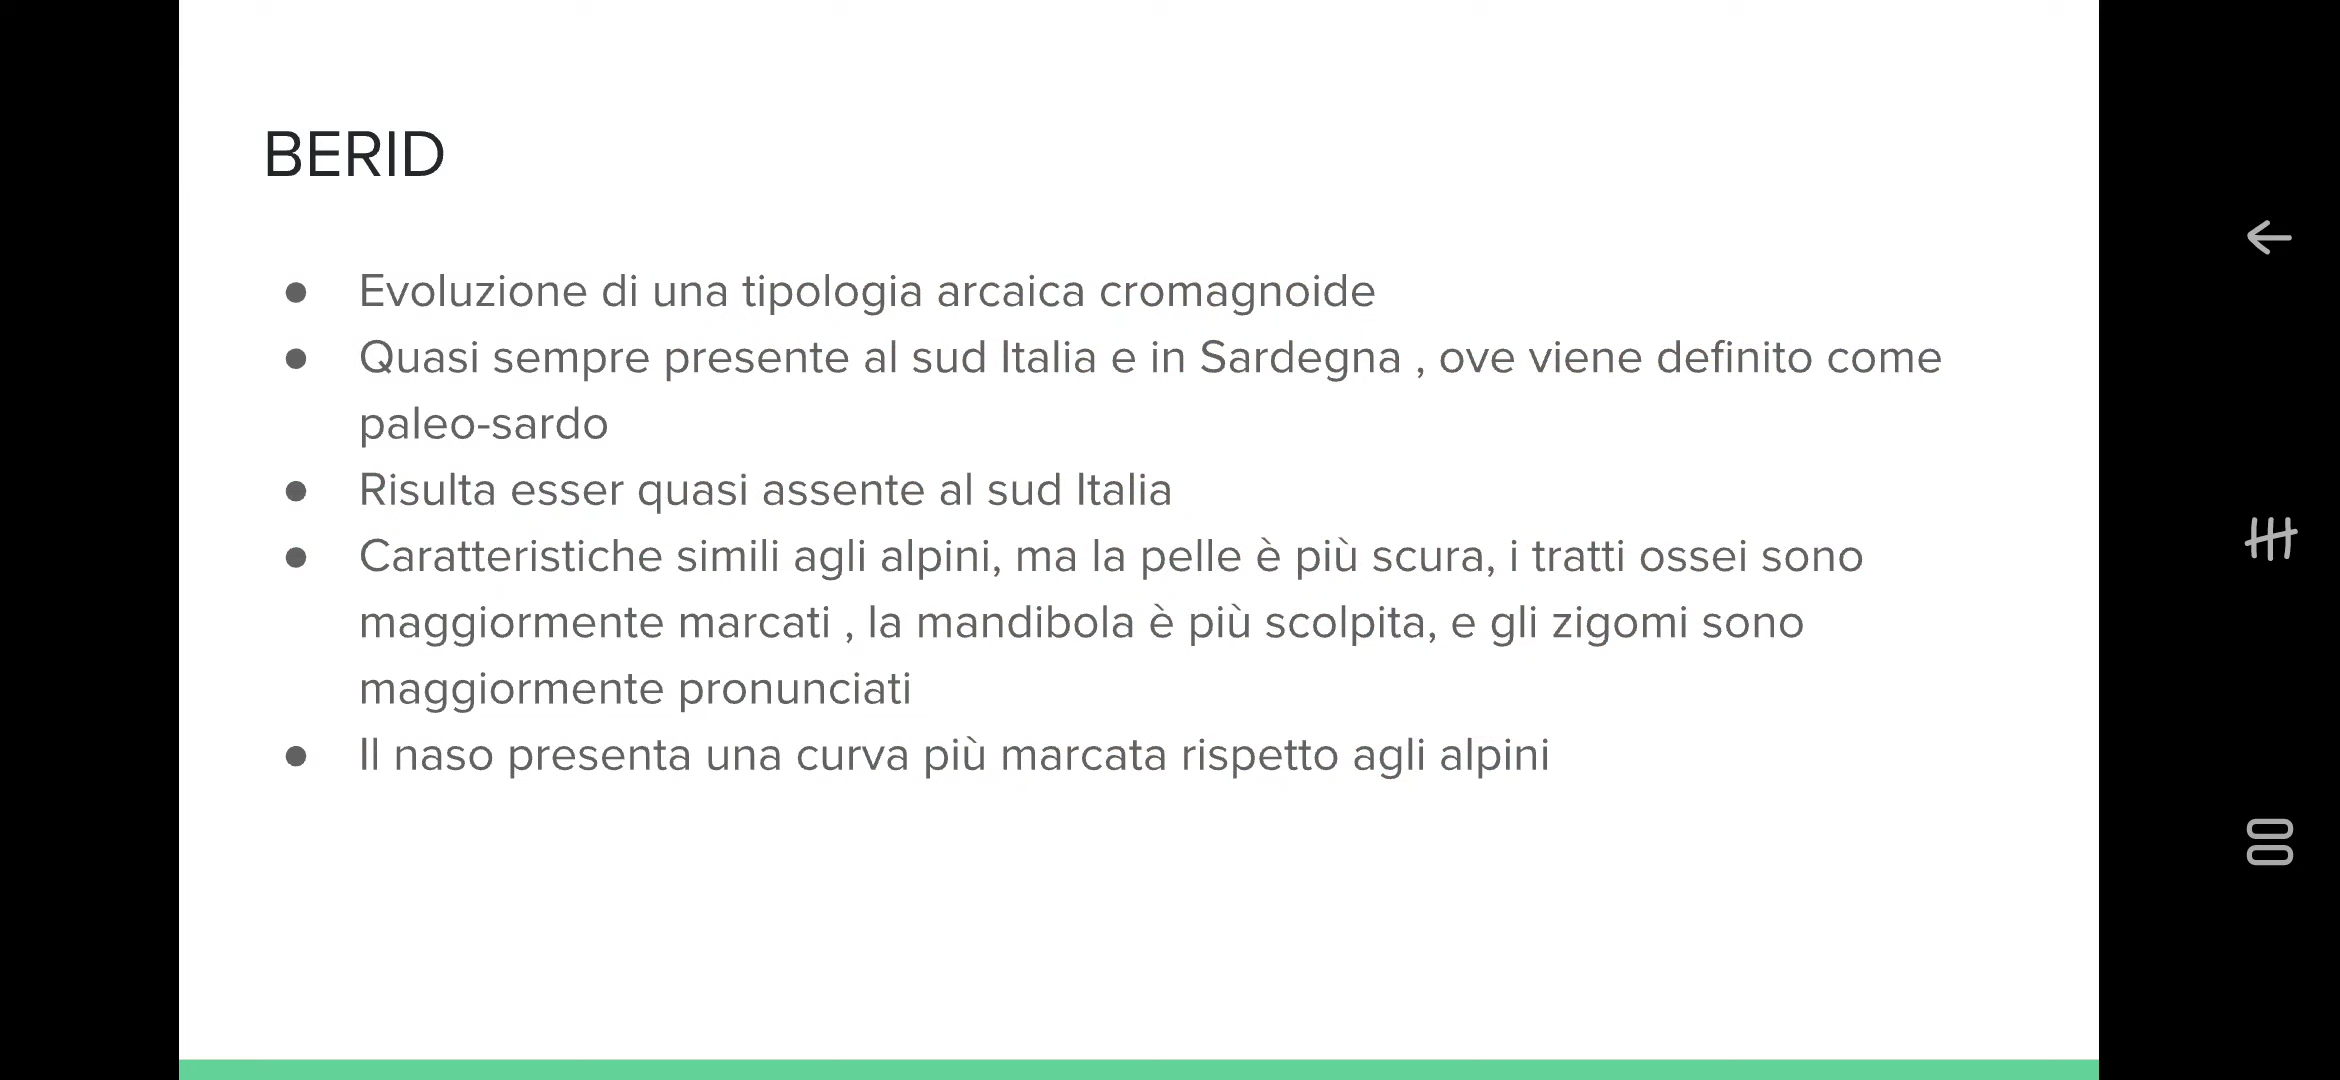 BERID
● Evoluzione di una tipologia arcaica cromagnoide
● Quasi sempre presente al sud Italia e in Sardegna , ove viene definito come
paleo-sardo
● Risulta esser quasi assente al sud Italia
● Caratteristiche simili agli alpini, ma la pelle è più scura, i tratti ossei sono
maggiormente marcati , la mandibola è più scolpita, e gli zigomi sono
maggiormente pronunciati
● Il naso presenta una curva più marcata rispetto agli alpini